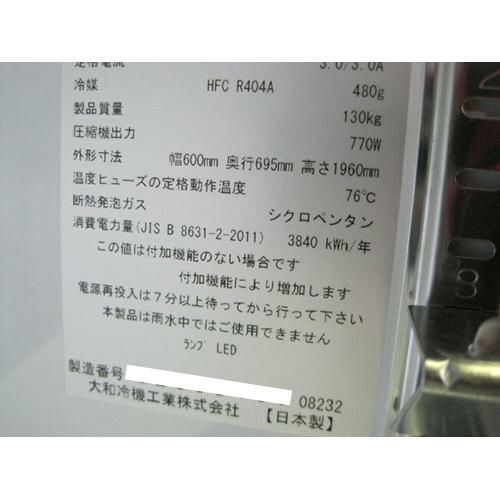 定格電流 3.0/3.0A
冷媒 HFC R404A 480g
製品質量 130kg
圧縮機出力 770W
外形寸法 幅600mm 奥行695mm 高さ1960mm
温度ヒューズの定格動作温度 76℃
断熱発泡ガス シクロペンタン
消費電力量(JIS B 8631-2-2011) 3840 kWh/年
この値は付加機能のない場合です
付加機能により増加します
電源再投入は7分以上待ってから行って下さい
本製品は雨水中ではご使用できません
ランプ LED
製造番号 08232
大和冷機工業株式会社 【日本製】